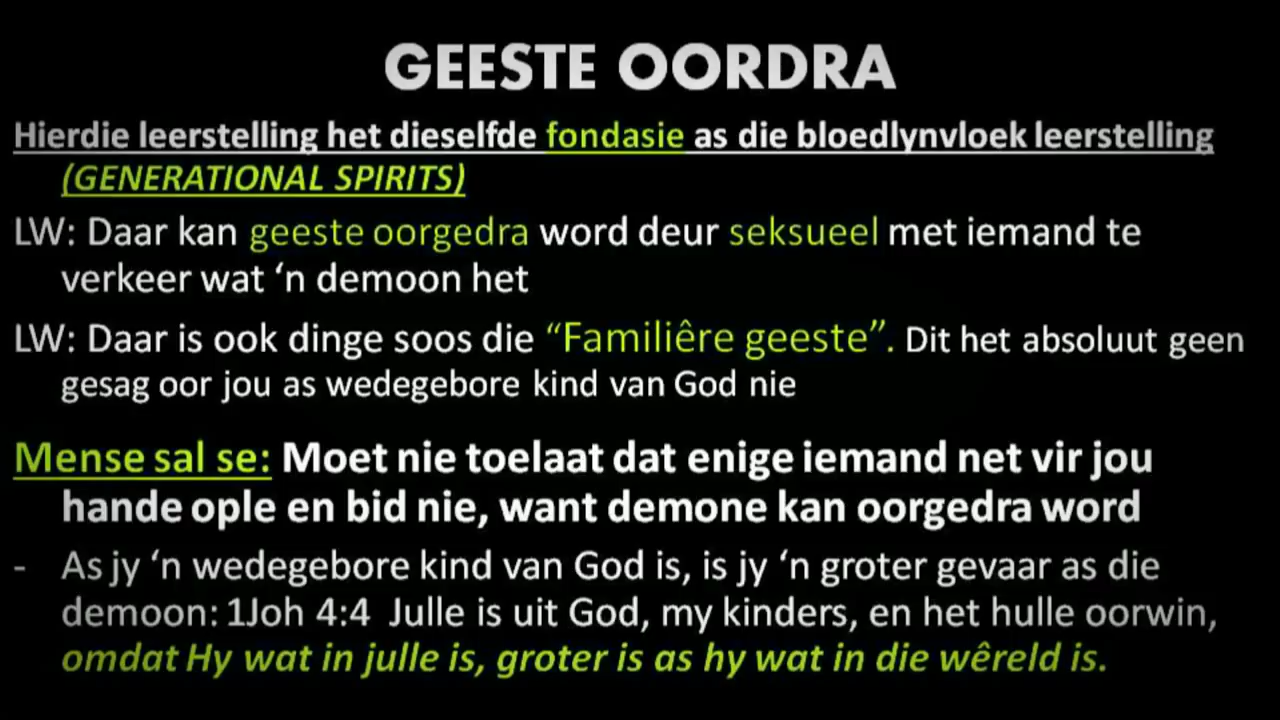 GEESTE OORDRA
Hierdie leerstelling het dieselfde fondasie as die bloedlynvloek leerstelling
(GENERATIONAL SPIRITS)
LW: Daar kan geeste oorgedra word deur seksueel met iemand te
verkeer wat ‘n demoon het
LW: Daar is ook dinge soos die “Familiêre geeste”. Dit het absoluut geen
gesag oor jou as wedegebore kind van God nie
Mense sal se: Moet nie toelaat dat enige iemand net vir jou
hande ople en bid nie, want demone kan oorgedra word
- As jy ‘n wedegebore kind van God is, is jy ‘n groter gevaar as die
demoon: 1Joh 4:4 Julle is uit God, my kinders, en het hulle oorwin,
omdat Hy wat in julle is, groter is as hy wat in die wêreld is.